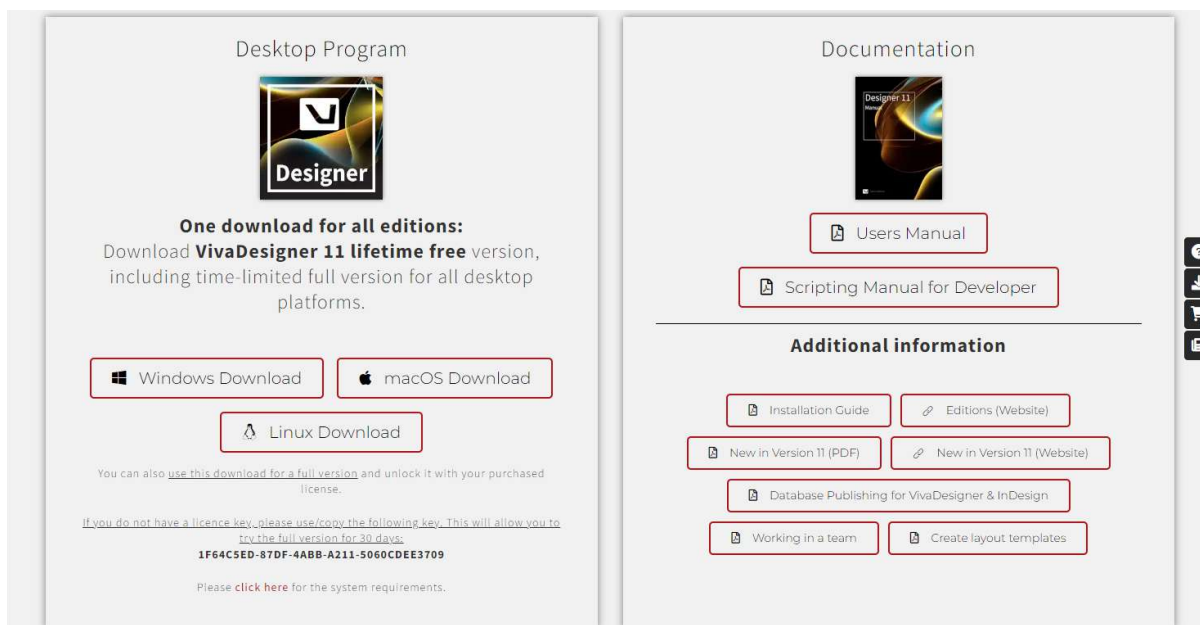 Desktop Program
Designer
One download for all editions:
Download VivaDesigner 11 lifetime free version,
including time-limited full version for all desktop
platforms.
Windows Download
macOS Download
Linux Download
You can also use this download for a full version and unlock it with your purchased
license.
If you do not have a licence key, please use/copy the following key. This will allow you to
try the full version for 30 days:
1F64C5ED-87DF-4ABB-A211-5060CDEE3709
Please click here for the system requirements.
Documentation
Designer 11
Manual
Users Manual
Scripting Manual for Developer
Additional information
Installation Guide
Editions (Website)
New in Version 11 (PDF)
New in Version 11 (Website)
Database Publishing for VivaDesigner & InDesign
Working in a team
Create layout templates